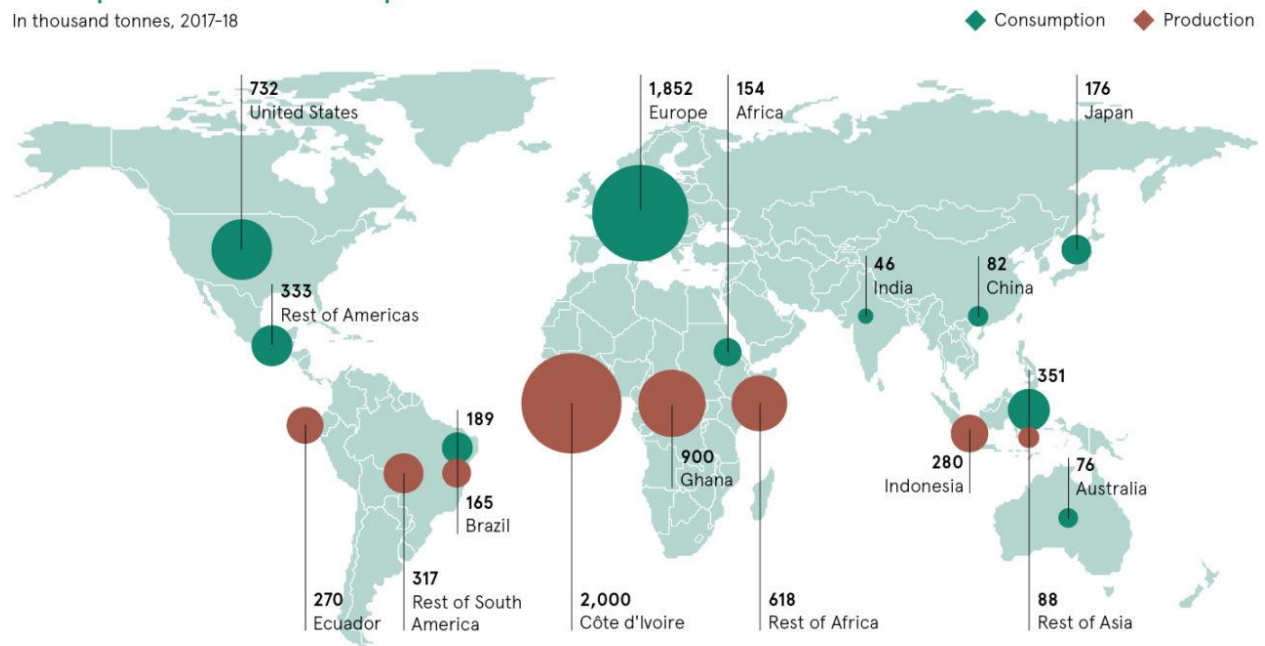 In thousand tonnes, 2017-18
Consumption
Production
732
United States
1,852
Europe
154
Africa
176
Japan
333
Rest of Americas
46
India
82
China
189
165
Brazil
900
Ghana
351
280
Indonesia
76
Australia
270
Ecuador
317
Rest of South
America
2,000
Côte d'Ivoire
618
Rest of Africa
88
Rest of Asia